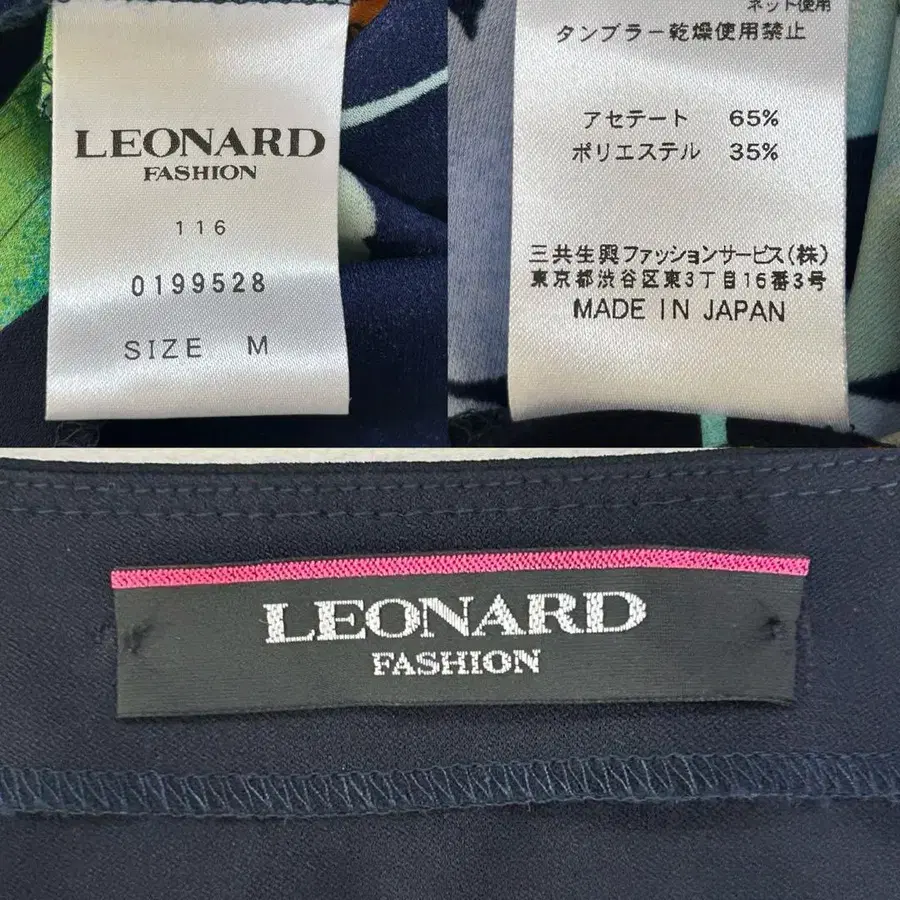 LEONARD
FASHION
116
0199528
SIZE M
ネット使用
タンブラー乾燥使用禁止
アセテート 65%
ポリエステル 35%
三共生興ファッションサービス(株)
東京都渋谷区東3丁目16番3号
MADE IN JAPAN
LEONARD
FASHION